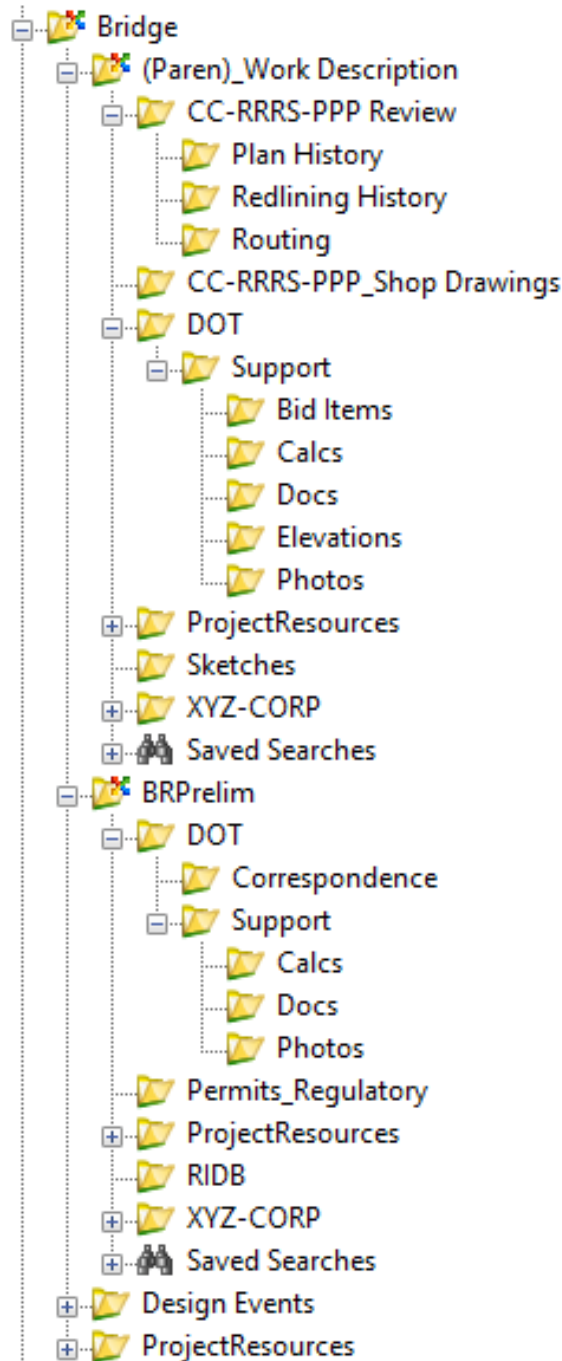 Bridge
(Paren)_Work Description
CC-RRRS-PPP Review
Plan History
Redlining History
Routing
CC-RRRS-PPP_Shop Drawings
DOT
Support
Bid Items
Calcs
Docs
Elevations
Photos
ProjectResources
Sketches
XYZ-CORP
Saved Searches
BRPrelim
DOT
Correspondence
Support
Calcs
Docs
Photos
Permits_Regulatory
ProjectResources
RIDB
XYZ-CORP
Saved Searches
Design Events
ProjectResources